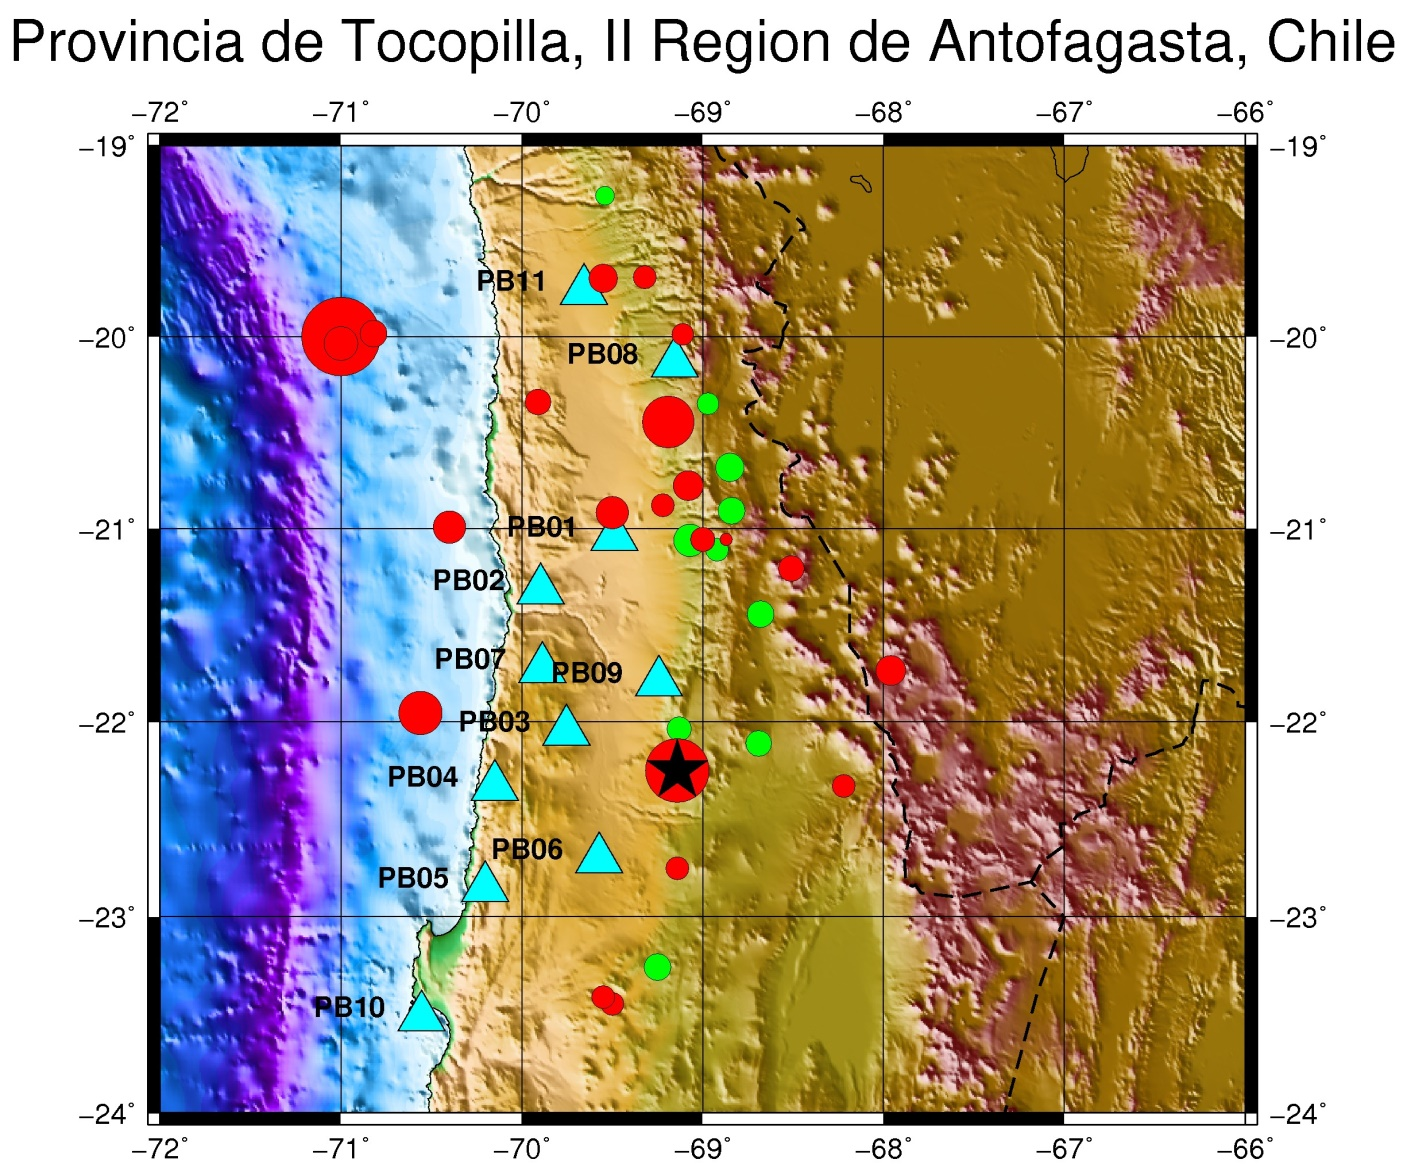 Provincia de Tocopilla, II Region de Antofagasta, Chile
−72˚ −71˚ −70˚ −69˚ −68˚ −67˚ −66˚
−19˚ −19˚
PB11
−20˚ −20˚
PB08
PB01
−21˚ −21˚
PB02
PB07
PB09
PB03
−22˚ −22˚
PB04
PB06
PB05
−23˚ −23˚
PB10
−24˚ −24˚
−72˚ −71˚ −70˚ −69˚ −68˚ −67˚ −66˚